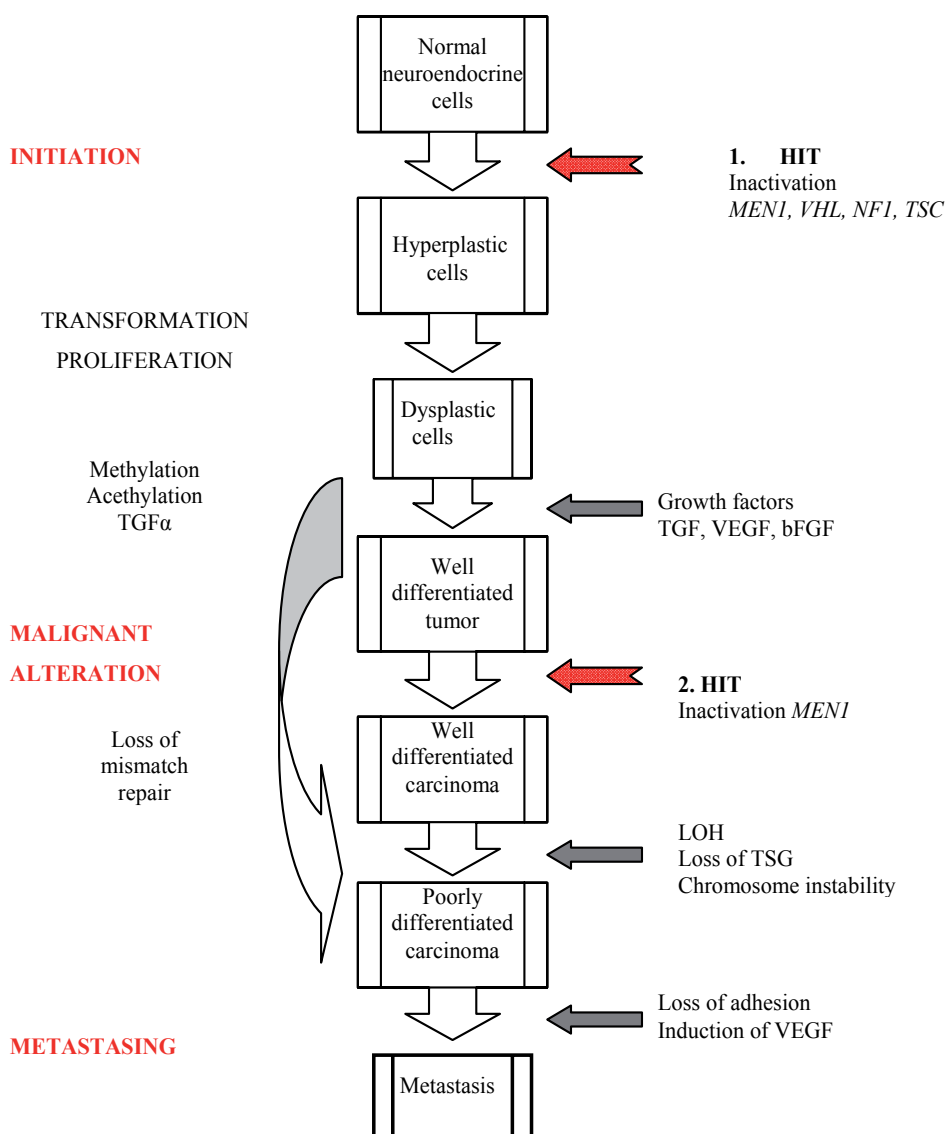 Normal
neuroendocrine
cells
INITIATION
1. HIT
Inactivation
MEN1, VHL, NF1, TSC
Hyperplastic
cells
TRANSFORMATION
PROLIFERATION
Dysplastic
cells
Methylation
Acethylation
TGFα
Growth factors
TGF, VEGF, bFGF
Well
differentiated
tumor
MALIGNANT
ALTERATION
2. HIT
Inactivation MEN1
Well
differentiated
carcinoma
Loss of
mismatch
repair
LOH
Loss of TSG
Chromosome instability
Poorly
differentiated
carcinoma
Loss of adhesion
Induction of VEGF
METASTASING
Metastasis